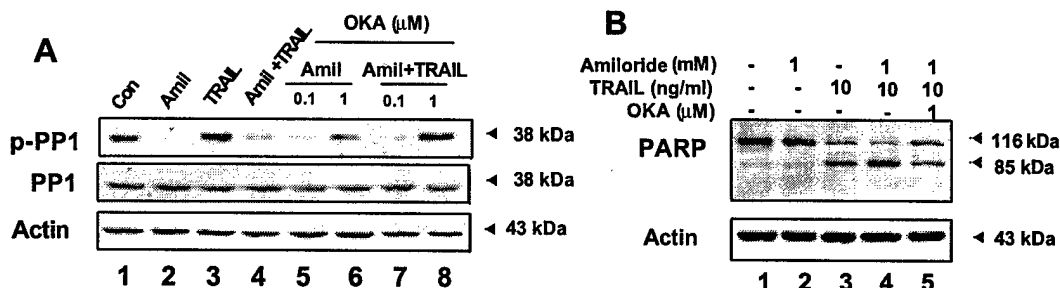 A
OKA (μM)
Con
Amil
TRAIL
Amil +TRAIL
Amil
Amil+TRAIL
0.1 1 0.1 1
p-PP1
38 kDa
PP1
38 kDa
Actin
43 kDa
1 2 3 4 5 6 7 8
B
Amiloride (mM) - 1 - 1 1
TRAIL (ng/ml) - - 10 10 10
OKA (μM) - - - - 1
PARP
116 kDa
85 kDa
Actin
43 kDa
1 2 3 4 5